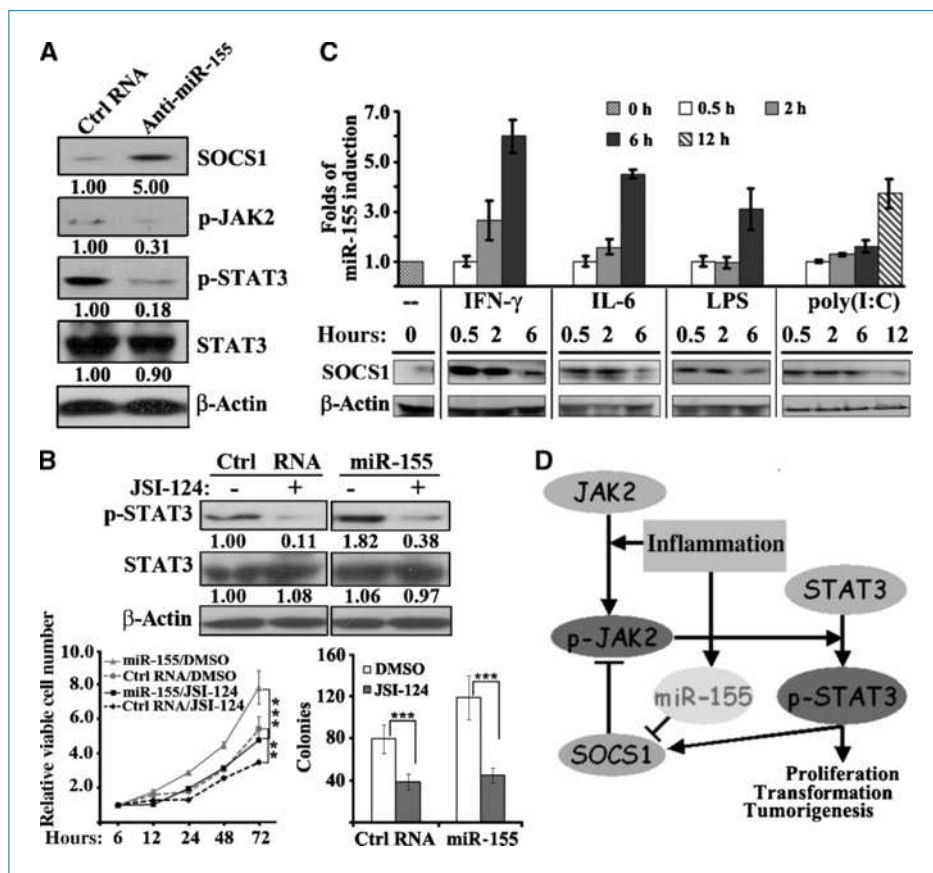 A
Ctrl RNA
Anti-miR-155
SOCS1
1.00 5.00
p-JAK2
1.00 0.31
p-STAT3
1.00 0.18
STAT3
1.00 0.90
β-Actin
C
Folds of
miR-155 induction
7.0
5.0
3.0
1.0
0 h 0.5 h 2 h
6 h 12 h
-- IFN-γ IL-6 LPS poly(I:C)
Hours: 0 0.5 2 6 0.5 2 6 0.5 2 6 0.5 2 6 12
SOCS1
β-Actin
B
Ctrl RNA miR-155
JSI-124: - + - +
p-STAT3
1.00 0.11 1.82 0.38
STAT3
1.00 1.08 1.06 0.97
β-Actin
Relative viable cell number
10.0
8.0
6.0
4.0
2.0
miR-155/DMSO
Ctrl RNA/DMSO
miR-155/JSI-124
Ctrl RNA/JSI-124
***
**
Hours: 6 12 24 48 72
Colonies
160
120
80
40
0
DMSO
JSI-124
*** ***
Ctrl RNA miR-155
D
JAK2
Inflammation
STAT3
p-JAK2
miR-155
p-STAT3
SOCS1
Proliferation
Transformation
Tumorigenesis